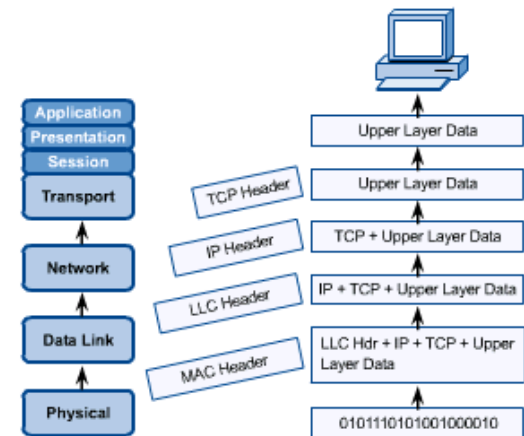 Application
Presentation
Session
Transport
Network
Data Link
Physical
TCP Header
IP Header
LLC Header
MAC Header
Upper Layer Data
Upper Layer Data
TCP + Upper Layer Data
IP + TCP + Upper Layer Data
LLC Hdr + IP + TCP + Upper
Layer Data
0101110101001000010